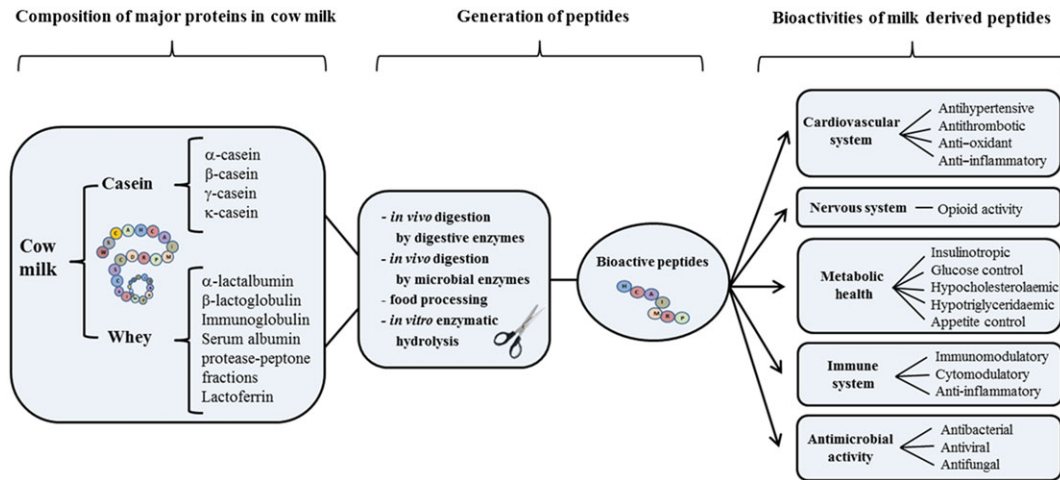 Composition of major proteins in cow milk
Generation of peptides
Bioactivities of milk derived peptides
Cow
milk
Casein
α-casein
β-casein
γ-casein
κ-casein
Whey
α-lactalbumin
β-lactoglobulin
Immunoglobulin
Serum albumin
protease-peptone
fractions
Lactoferrin
- in vivo digestion
by digestive enzymes
- in vivo digestion
by microbial enzymes
- food processing
- in vitro enzymatic
hydrolysis
Bioactive peptides
H C A I
M R P
Cardiovascular
system
Antihypertensive
Antithrombotic
Anti-oxidant
Anti-inflammatory
Nervous system
Opioid activity
Metabolic
health
Insulinotropic
Glucose control
Hypocholesterolaemic
Hypotriglyceridaemic
Appetite control
Immune
system
Immunomodulatory
Cytomodulatory
Anti-inflammatory
Antimicrobial
activity
Antibacterial
Antiviral
Antifungal